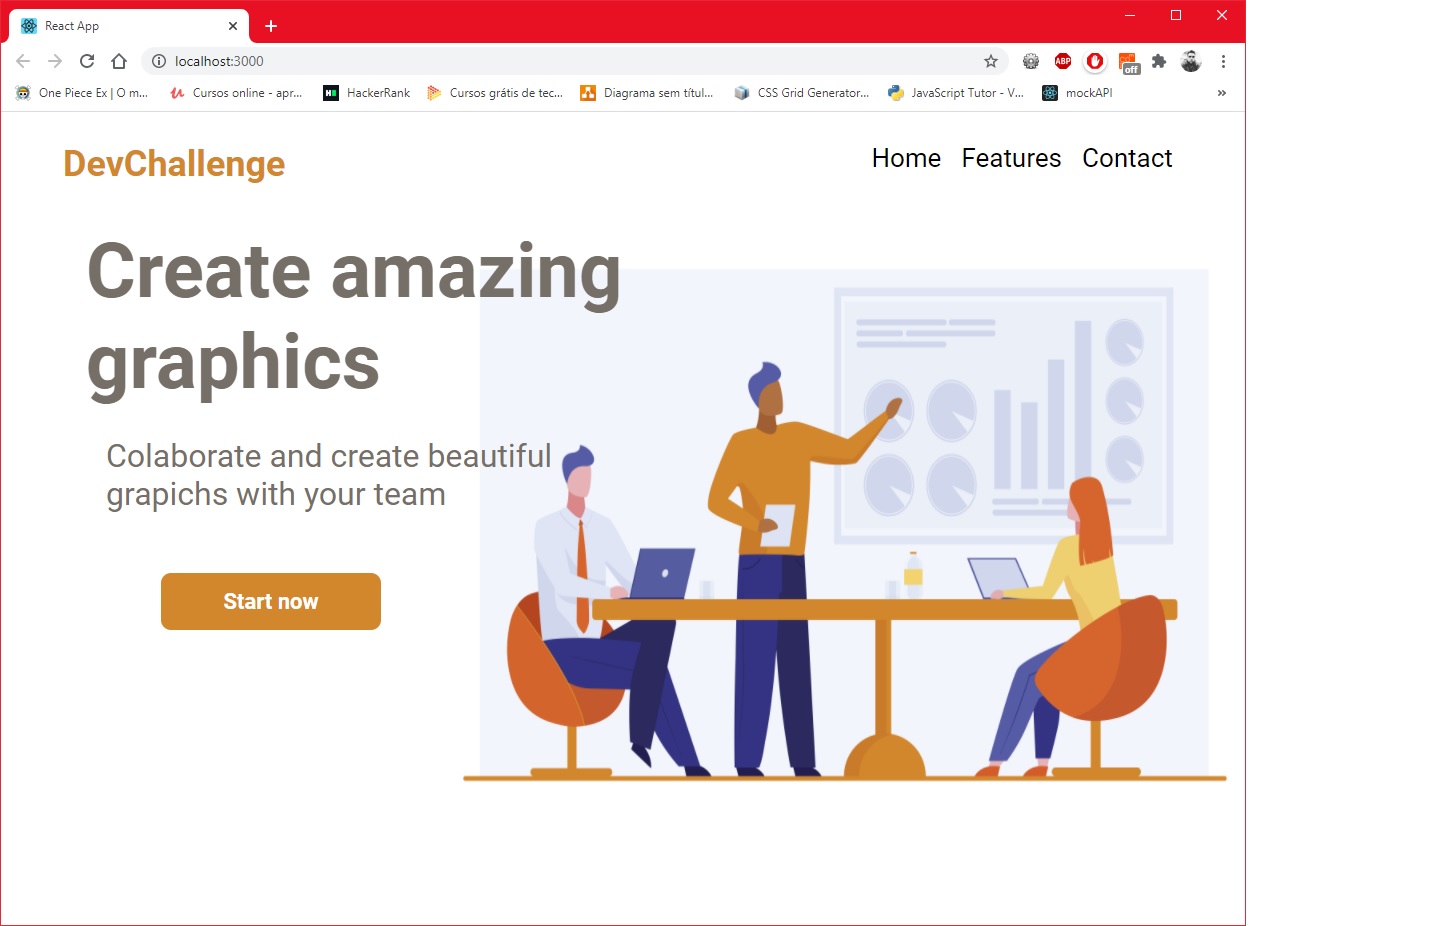 React App
localhost:3000
ABP
off
One Piece Ex | O m...
Cursos online - apr...
HackerRank
Cursos grátis de tec...
Diagrama sem títul...
CSS Grid Generator...
JavaScript Tutor - V...
mockAPI
»
DevChallenge
Home Features Contact
Create amazing
graphics
Colaborate and create beautiful
grapichs with your team
Start now